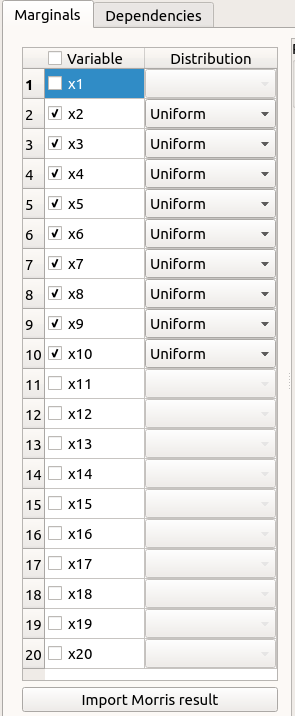 Marginals Dependencies
Variable Distribution
1 x1
2 x2 Uniform
3 x3 Uniform
4 x4 Uniform
5 x5 Uniform
6 x6 Uniform
7 x7 Uniform
8 x8 Uniform
9 x9 Uniform
10 x10 Uniform
11 x11
12 x12
13 x13
14 x14
15 x15
16 x16
17 x17
18 x18
19 x19
20 x20
Import Morris result